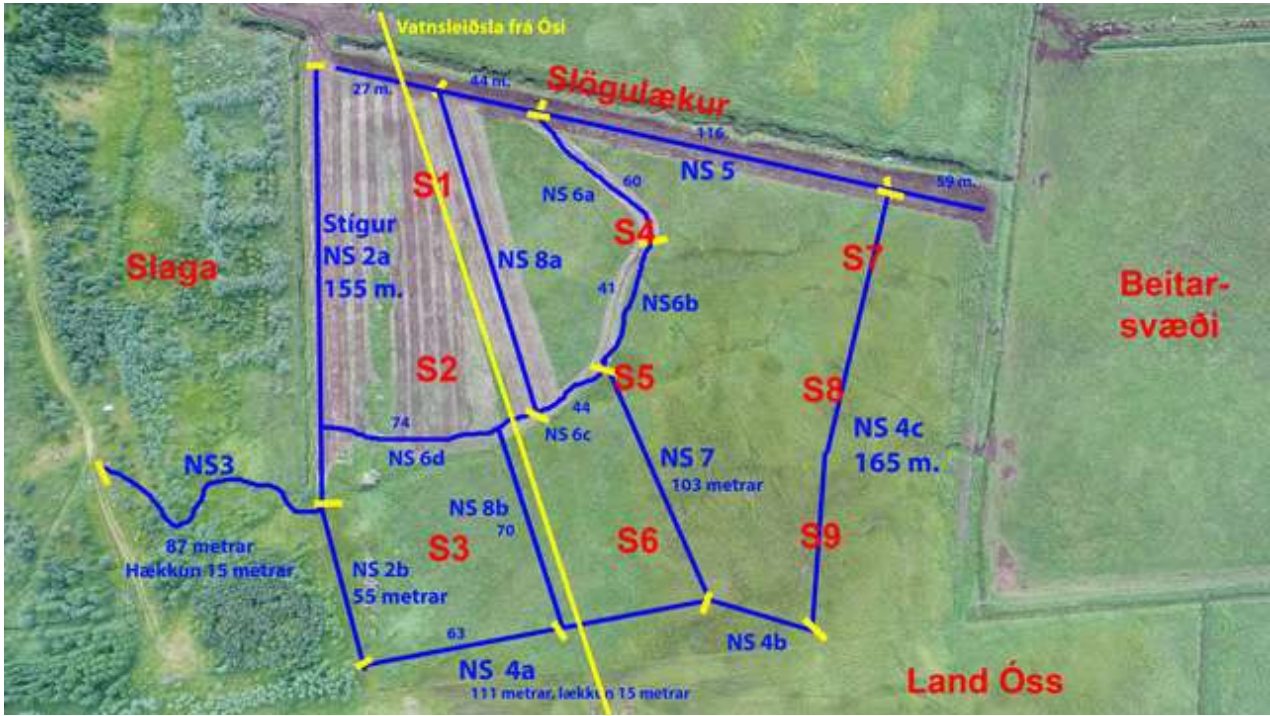 Vatnsleiðsla frá Ósi
27 m.
44 m.
Slögulækur
116
NS 5
59 m.
S1
NS 6a
60
S4
S7
Stígur
NS 2a
155 m.
Slaga
NS 8a
41
NS6b
Beitar-
svæði
S2
S5
S8
74
44
NS 6c
NS 6d
NS 4c
165 m.
NS3
NS 7
103 metrar
NS 8b
70
S3
S6
S9
87 metrar
Hækkun 15 metrar
NS 2b
55 metrar
63
NS 4a
111 metrar, lækkun 15 metrar
NS 4b
Land Óss